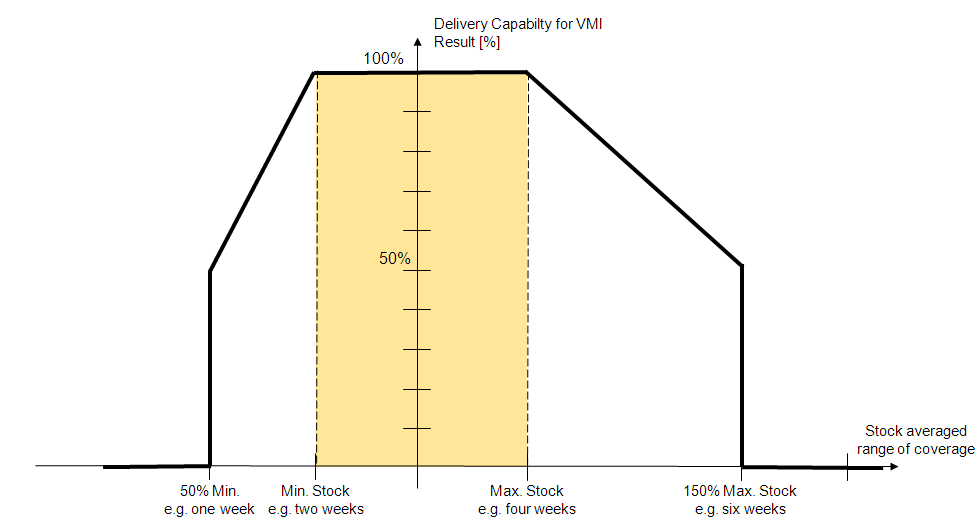 Delivery Capabilty for VMI
Result [%]
100%
50%
Stock averaged
range of coverage
50% Min.
e.g. one week
Min. Stock
e.g. two weeks
Max. Stock
e.g. four weeks
150% Max. Stock
e.g. six weeks